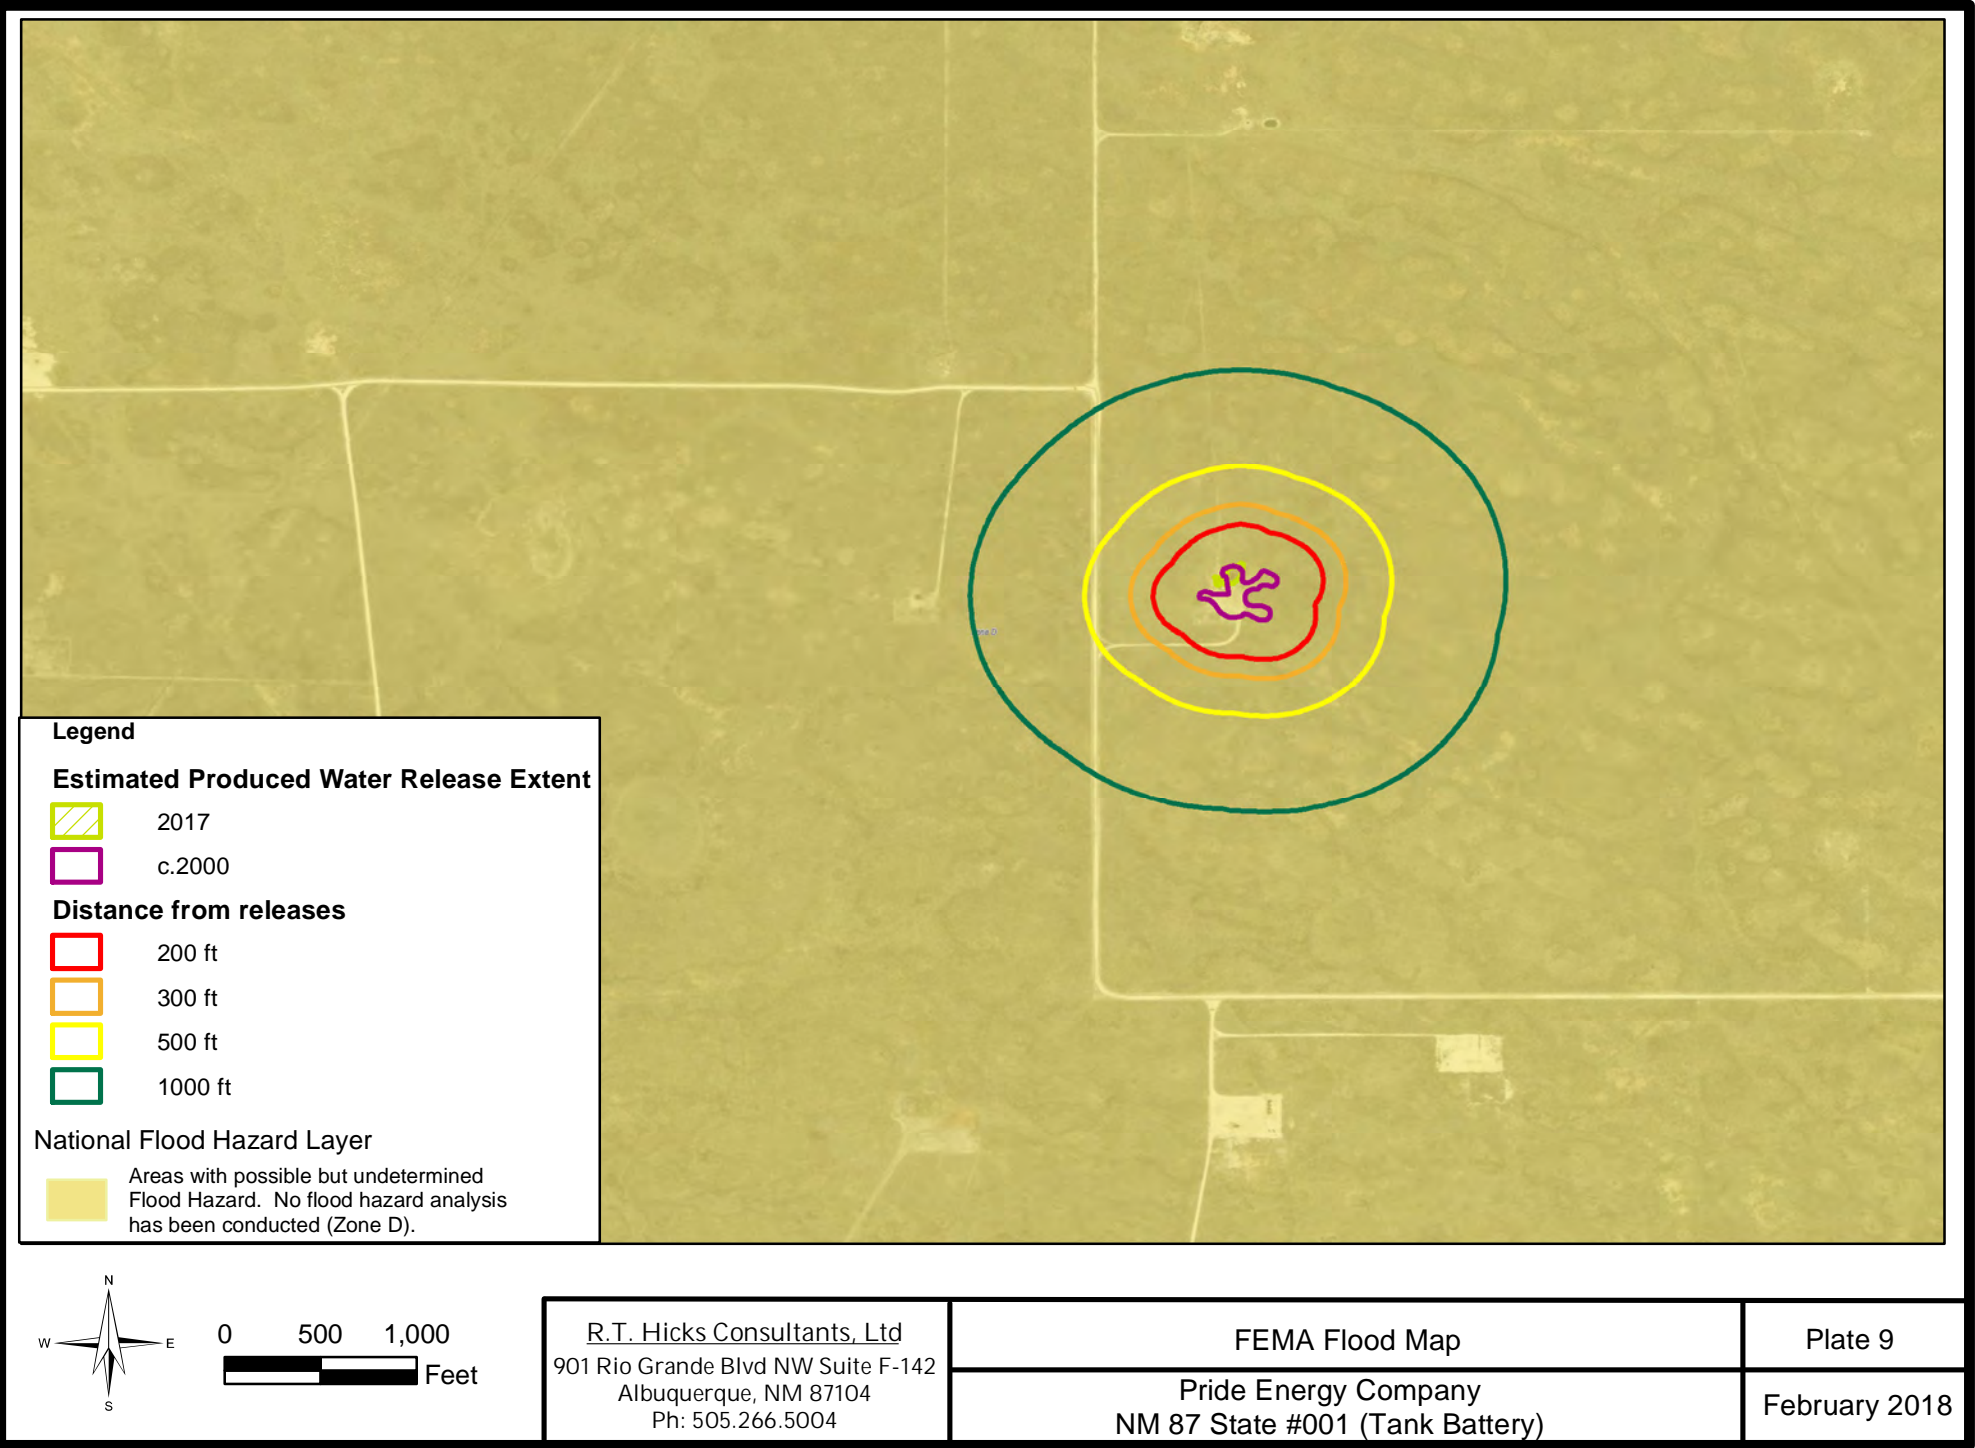 Zone D
Legend
Estimated Produced Water Release Extent
2017
c.2000
Distance from releases
200 ft
300 ft
500 ft
1000 ft
National Flood Hazard Layer
Areas with possible but undetermined
Flood Hazard.  No flood hazard analysis
has been conducted (Zone D).
N
W E
S
0 500 1,000
Feet
R.T. Hicks Consultants, Ltd
901 Rio Grande Blvd NW Suite F-142
Albuquerque, NM 87104
Ph: 505.266.5004
FEMA Flood Map
Pride Energy Company
NM 87 State #001 (Tank Battery)
Plate 9
February 2018